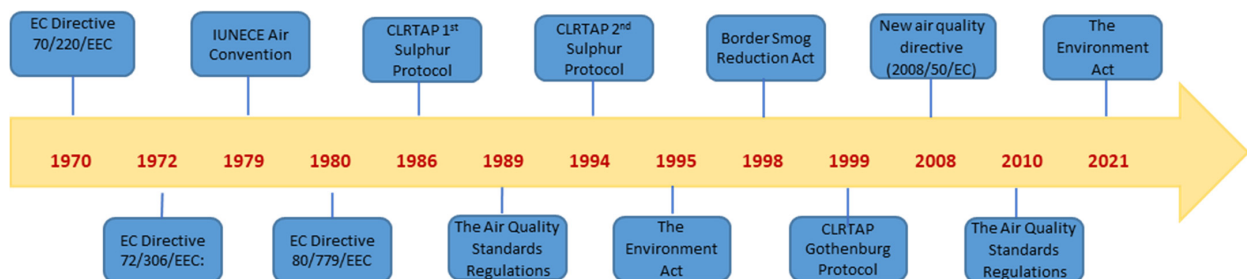 EC Directive
70/220/EEC
IUNECE Air
Convention
CLRTAP 1st
Sulphur
Protocol
CLRTAP 2nd
Sulphur
Protocol
Border Smog
Reduction Act
New air quality
directive
(2008/50/EC)
The
Environment
Act
1970 1972 1979 1980 1986 1989 1994 1995 1998 1999 2008 2010 2021
EC Directive
72/306/EEC:
EC Directive
80/779/EEC
The Air Quality
Standards
Regulations
The
Environment
Act
CLRTAP
Gothenburg
Protocol
The Air Quality
Standards
Regulations